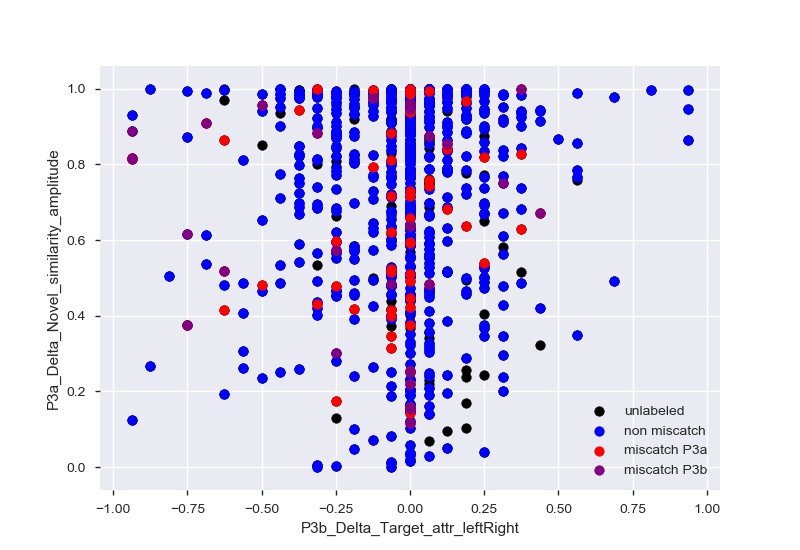 1.0
0.8
0.6
0.4
0.2
0.0
P3a_Delta_Novel_similarity_amplitude
unlabeled
non miscatch
miscatch P3a
miscatch P3b
−1.00 −0.75 −0.50 −0.25 0.00 0.25 0.50 0.75 1.00
P3b_Delta_Target_attr_leftRight